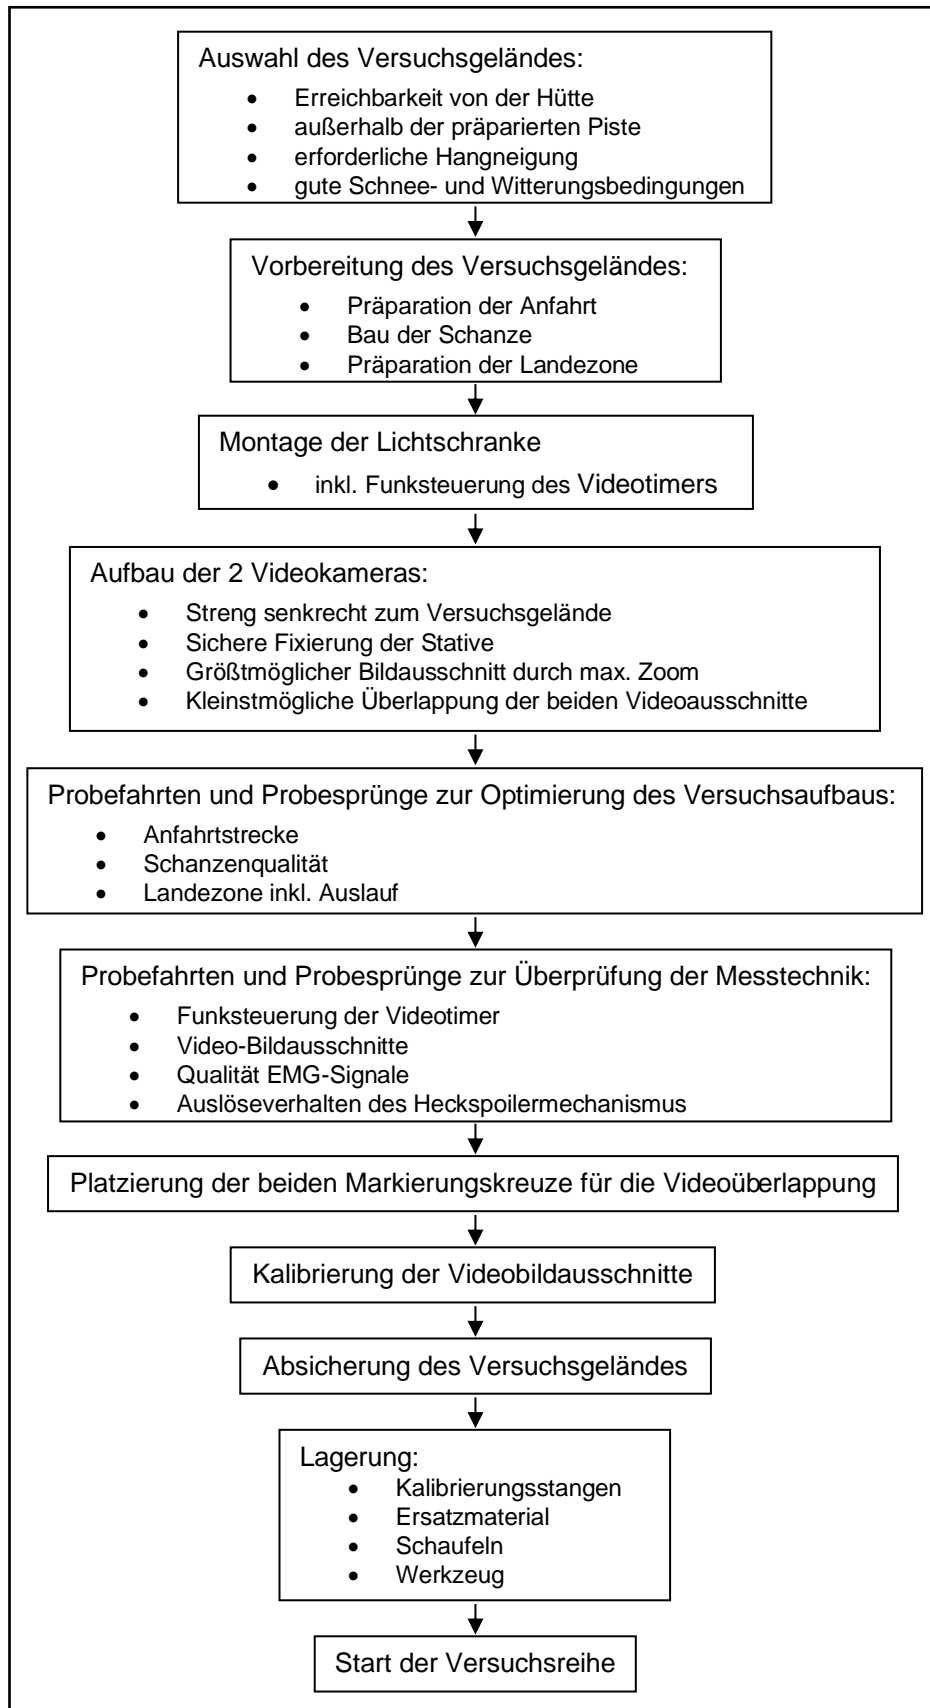 Auswahl des Versuchsgeländes:
• Erreichbarkeit von der Hütte
• außerhalb der präparierten Piste
• erforderliche Hangneigung
• gute Schnee- und Witterungsbedingungen
Vorbereitung des Versuchsgeländes:
• Präparation der Anfahrt
• Bau der Schanze
• Präparation der Landezone
Montage der Lichtschranke
• inkl. Funksteuerung des Videotimers
Aufbau der 2 Videokameras:
• Streng senkrecht zum Versuchsgelände
• Sichere Fixierung der Stative
• Größtmöglicher Bildausschnitt durch max. Zoom
• Kleinstmögliche Überlappung der beiden Videoausschnitte
Probefahrten und Probesprünge zur Optimierung des Versuchsaufbaus:
• Anfahrtstrecke
• Schanzenqualität
• Landezone inkl. Auslauf
Probefahrten und Probesprünge zur Überprüfung der Messtechnik:
• Funksteuerung der Videotimer
• Video-Bildausschnitte
• Qualität EMG-Signale
• Auslöseverhalten des Heckspoilermechanismus
Platzierung der beiden Markierungskreuze für die Videoüberlappung
Kalibrierung der Videobildausschnitte
Absicherung des Versuchsgeländes
Lagerung:
• Kalibrierungsstangen
• Ersatzmaterial
• Schaufeln
• Werkzeug
Start der Versuchsreihe